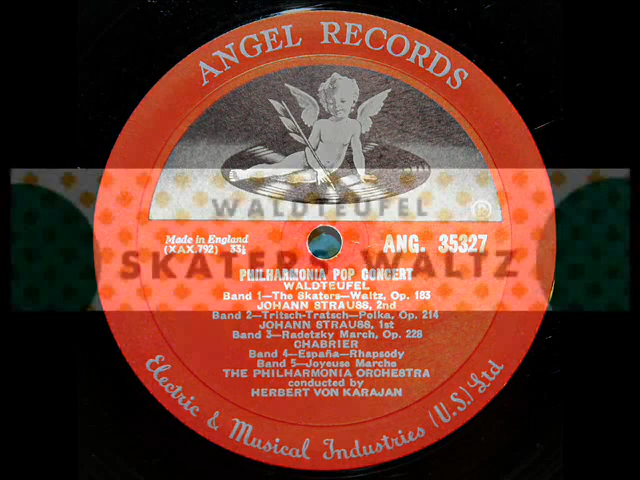 ANGEL RECORDS
WALDTEUFEL
Made in England
(XAX.792) 33⅓
ANG. 35327
SKATERS WALTZ
PHILHARMONIA POP CONCERT
WALDTEUFEL
Band 1—The Skaters—Waltz, Op. 183
JOHANN STRAUSS, 2nd
Band 2—Tritsch-Tratsch—Polka, Op. 214
JOHANN STRAUSS, 1st
Band 3—Radetzky March, Op. 228
CHABRIER
Band 4—España—Rhapsody
Band 5—Joyeuse Marche
THE PHILHARMONIA ORCHESTRA
conducted by
HERBERT VON KARAJAN
Electric & Musical Industries (U.S.) Ltd